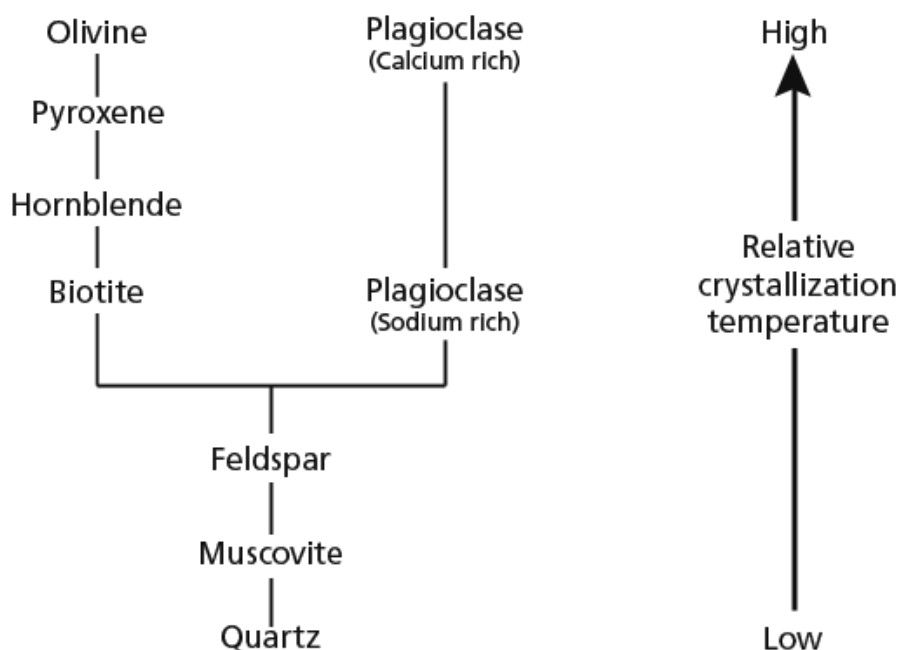 Olivine
Plagioclase
(Calcium rich)
High
Pyroxene
Hornblende
Biotite
Plagioclase
(Sodium rich)
Relative
crystallization
temperature
Feldspar
Muscovite
Quartz
Low